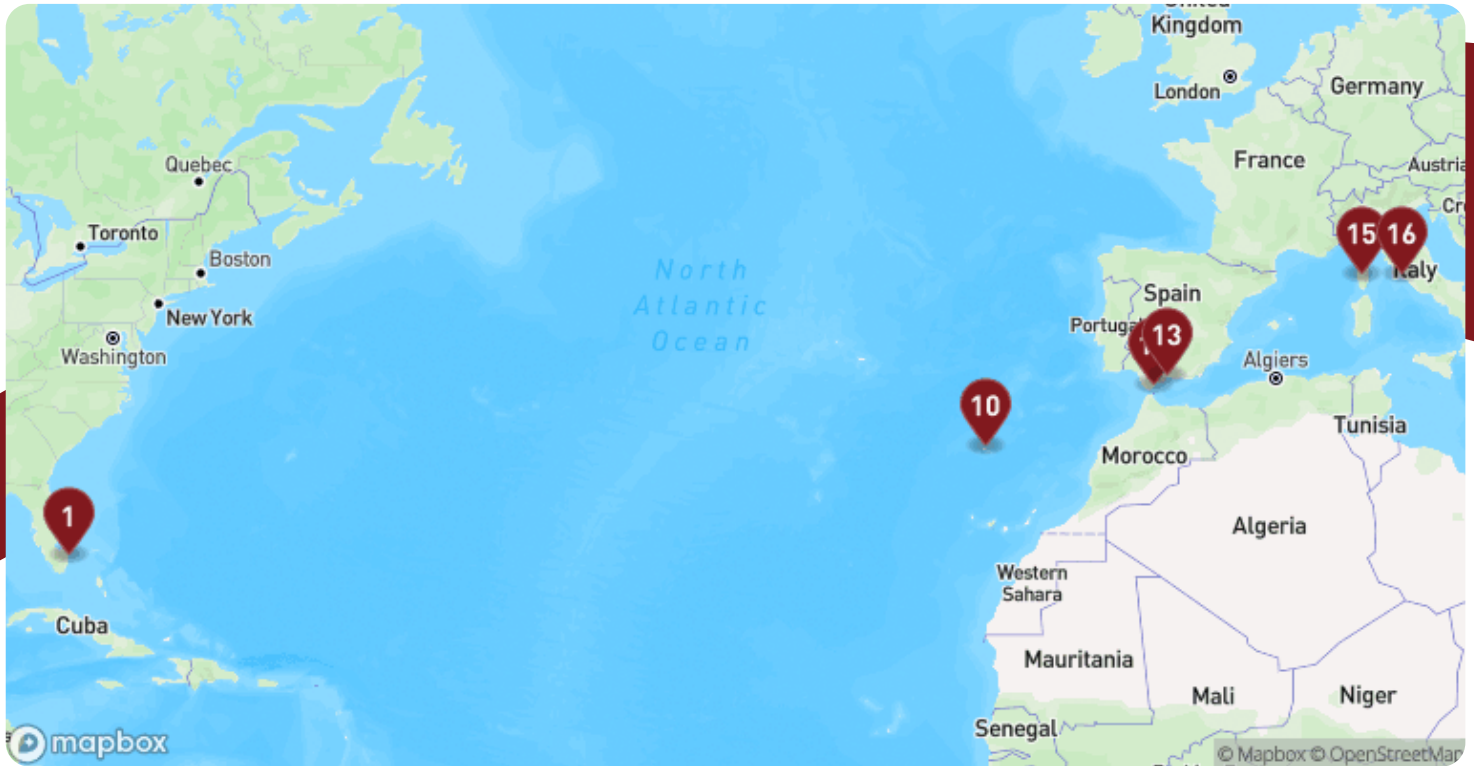 United
Kingdom
London
Germany
Quebec
France
Austria
Toronto
Boston
15
16
Italy
North
Atlantic
Ocean
Spain
New York
Washington
13
Algiers
10
Tunisia
Morocco
1
Algeria
Western
Sahara
Cuba
Mauritania
Mali
Niger
Senegal
mapbox
© Mapbox © OpenStreetMap